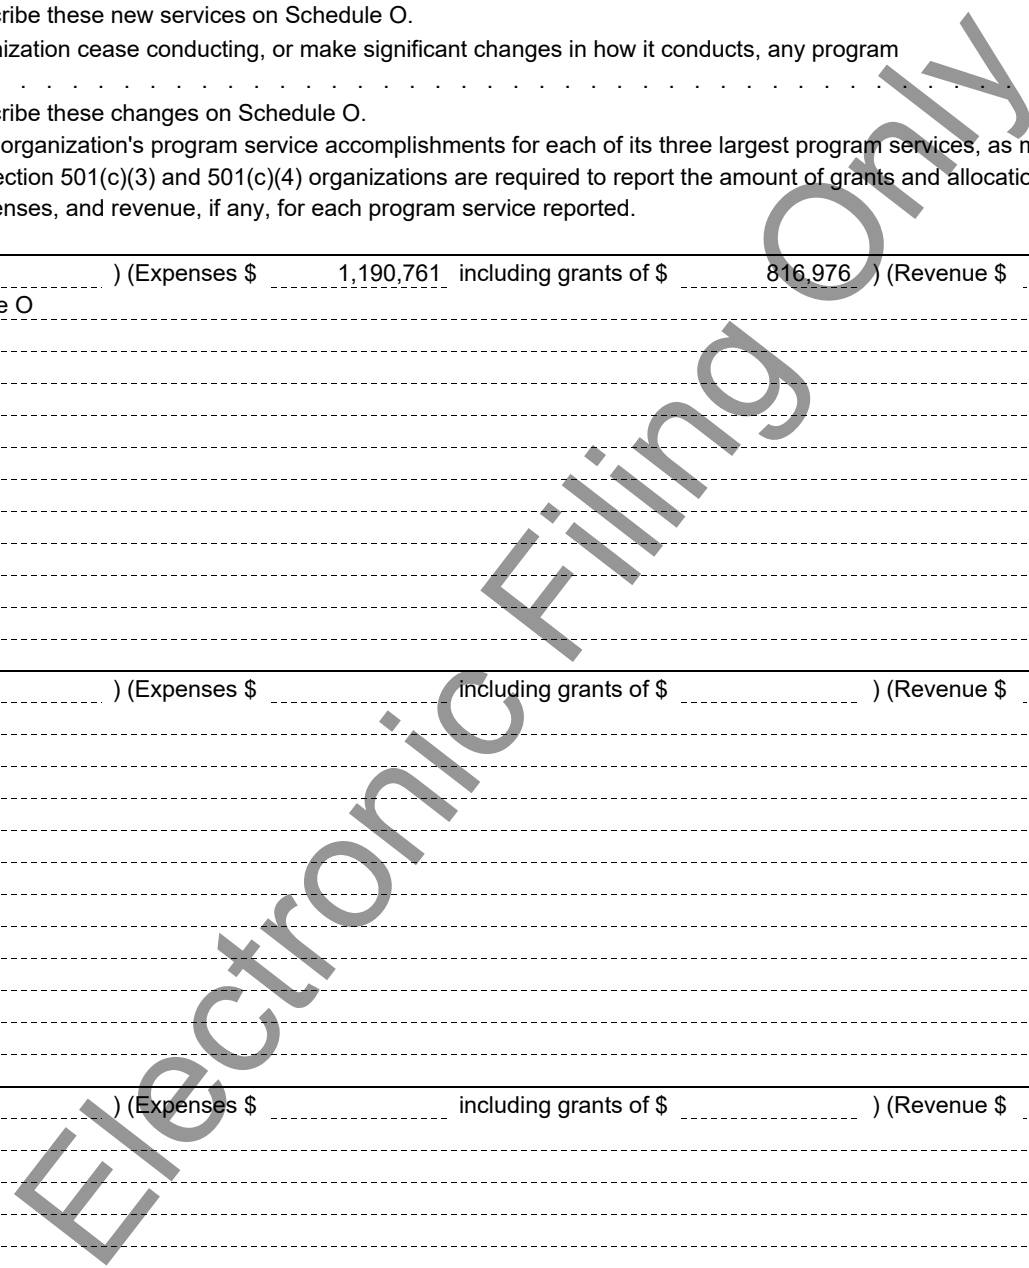 ribe these new services on Schedule O.
nization cease conducting, or make significant changes in how it conducts, any program
. . . . . . . . . . . . . . . . . . . . . . . . . . . . . . . . . . . . . . .
ribe these changes on Schedule O.
organization's program service accomplishments for each of its three largest program services, as m
ection 501(c)(3) and 501(c)(4) organizations are required to report the amount of grants and allocatio
enses, and revenue, if any, for each program service reported.
) (Expenses $ 1,190,761 including grants of $ 816,976 ) (Revenue $
e O
) (Expenses $ including grants of $ ) (Revenue $
) (Expenses $ including grants of $ ) (Revenue $
Electronic Filing Only